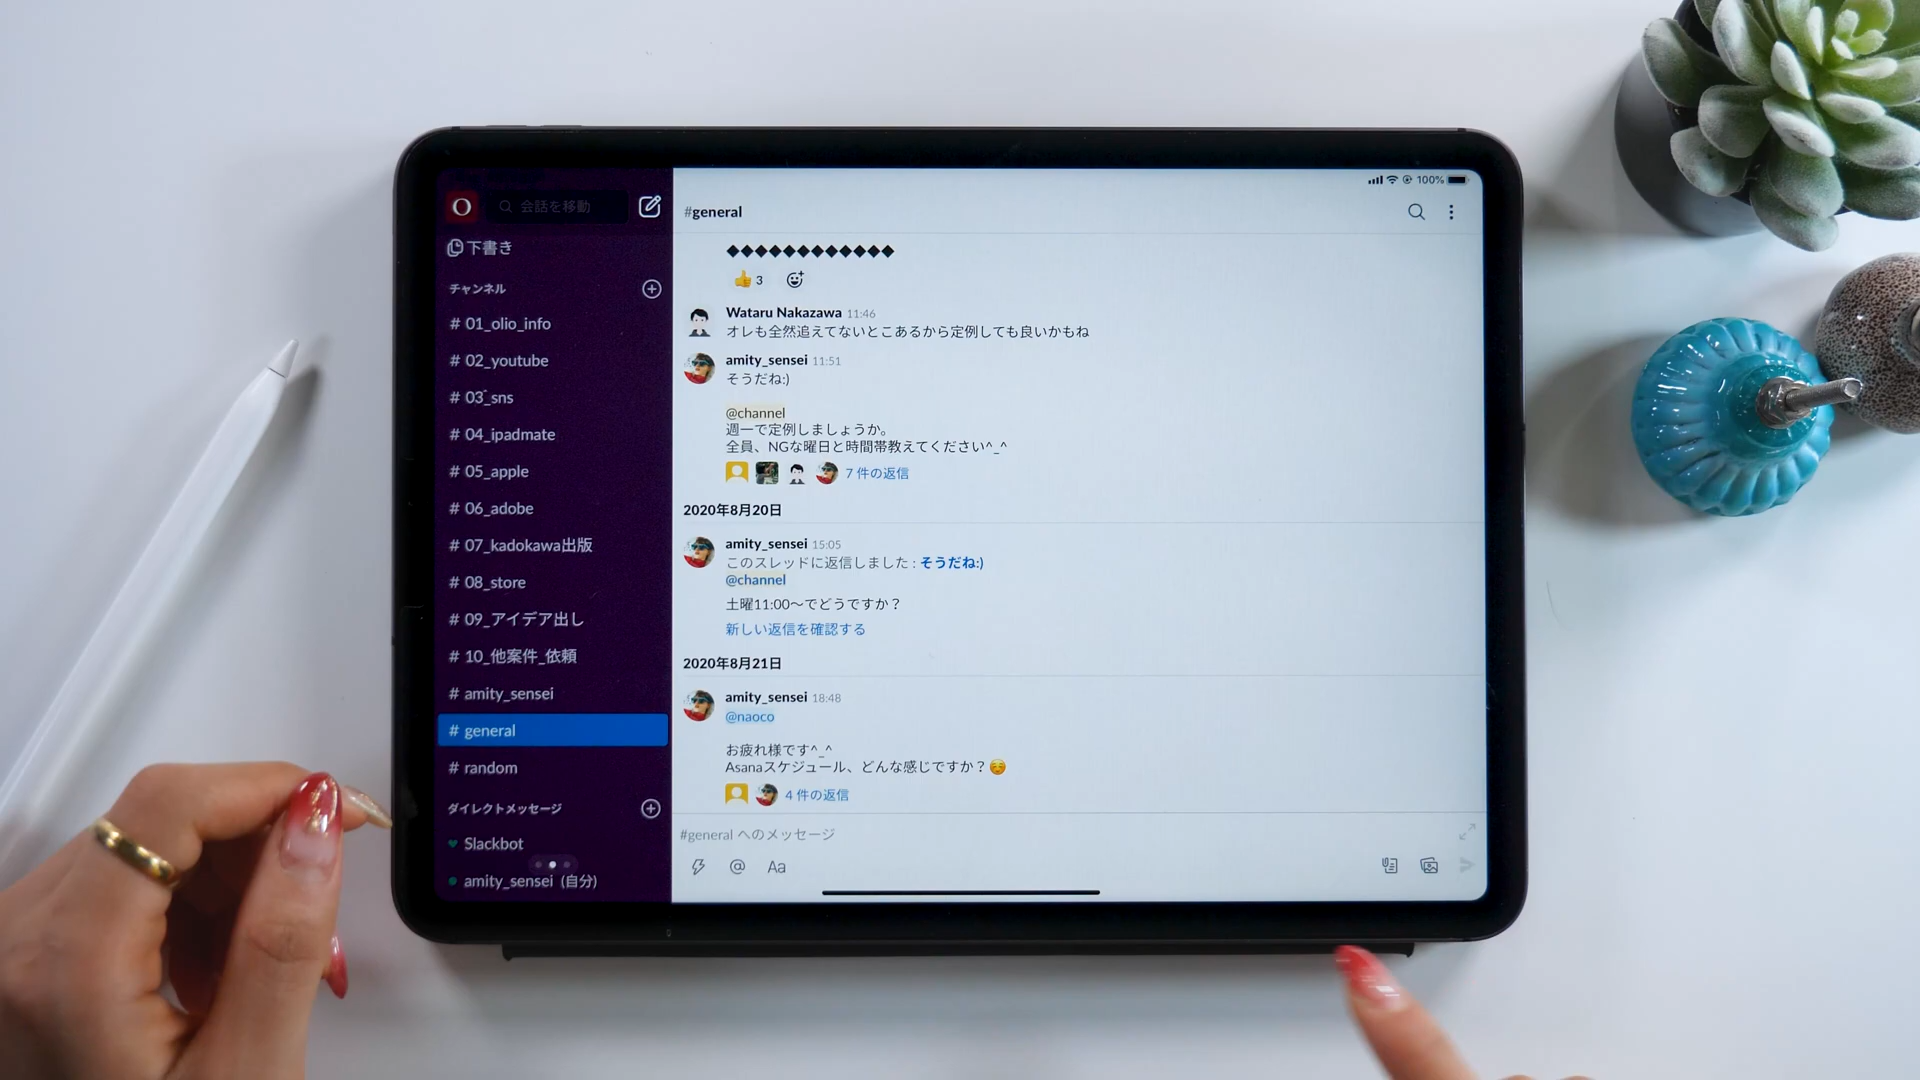 100%
O
会話を移動
#general
下書き
チャンネル
# 01_olio_info
# 02_youtube
# 03_sns
# 04_ipadmate
# 05_apple
# 06_adobe
# 07_kadokawa出版
# 08_store
# 09_アイデア出し
# 10_他案件_依頼
# amity_sensei
# general
# random
ダイレクトメッセージ
Slackbot
amity_sensei (自分)
◆◆◆◆◆◆◆◆◆◆◆◆
3
Wataru Nakazawa 11:46
オレも全然追えてないとこあるから定例しても良いかもね
amity_sensei 11:51
そうだね:)
@channel
週一で定例しましょうか。
全員、NGな曜日と時間帯教えてください^_^
7 件の返信
2020年8月20日
amity_sensei 15:05
このスレッドに返信しました : そうだね:)
@channel
土曜11:00〜でどうですか？
新しい返信を確認する
2020年8月21日
amity_sensei 18:48
@naoco
お疲れ様です^_^
Asanaスケジュール、どんな感じですか？☺️
4 件の返信
#general へのメッセージ
@ Aa